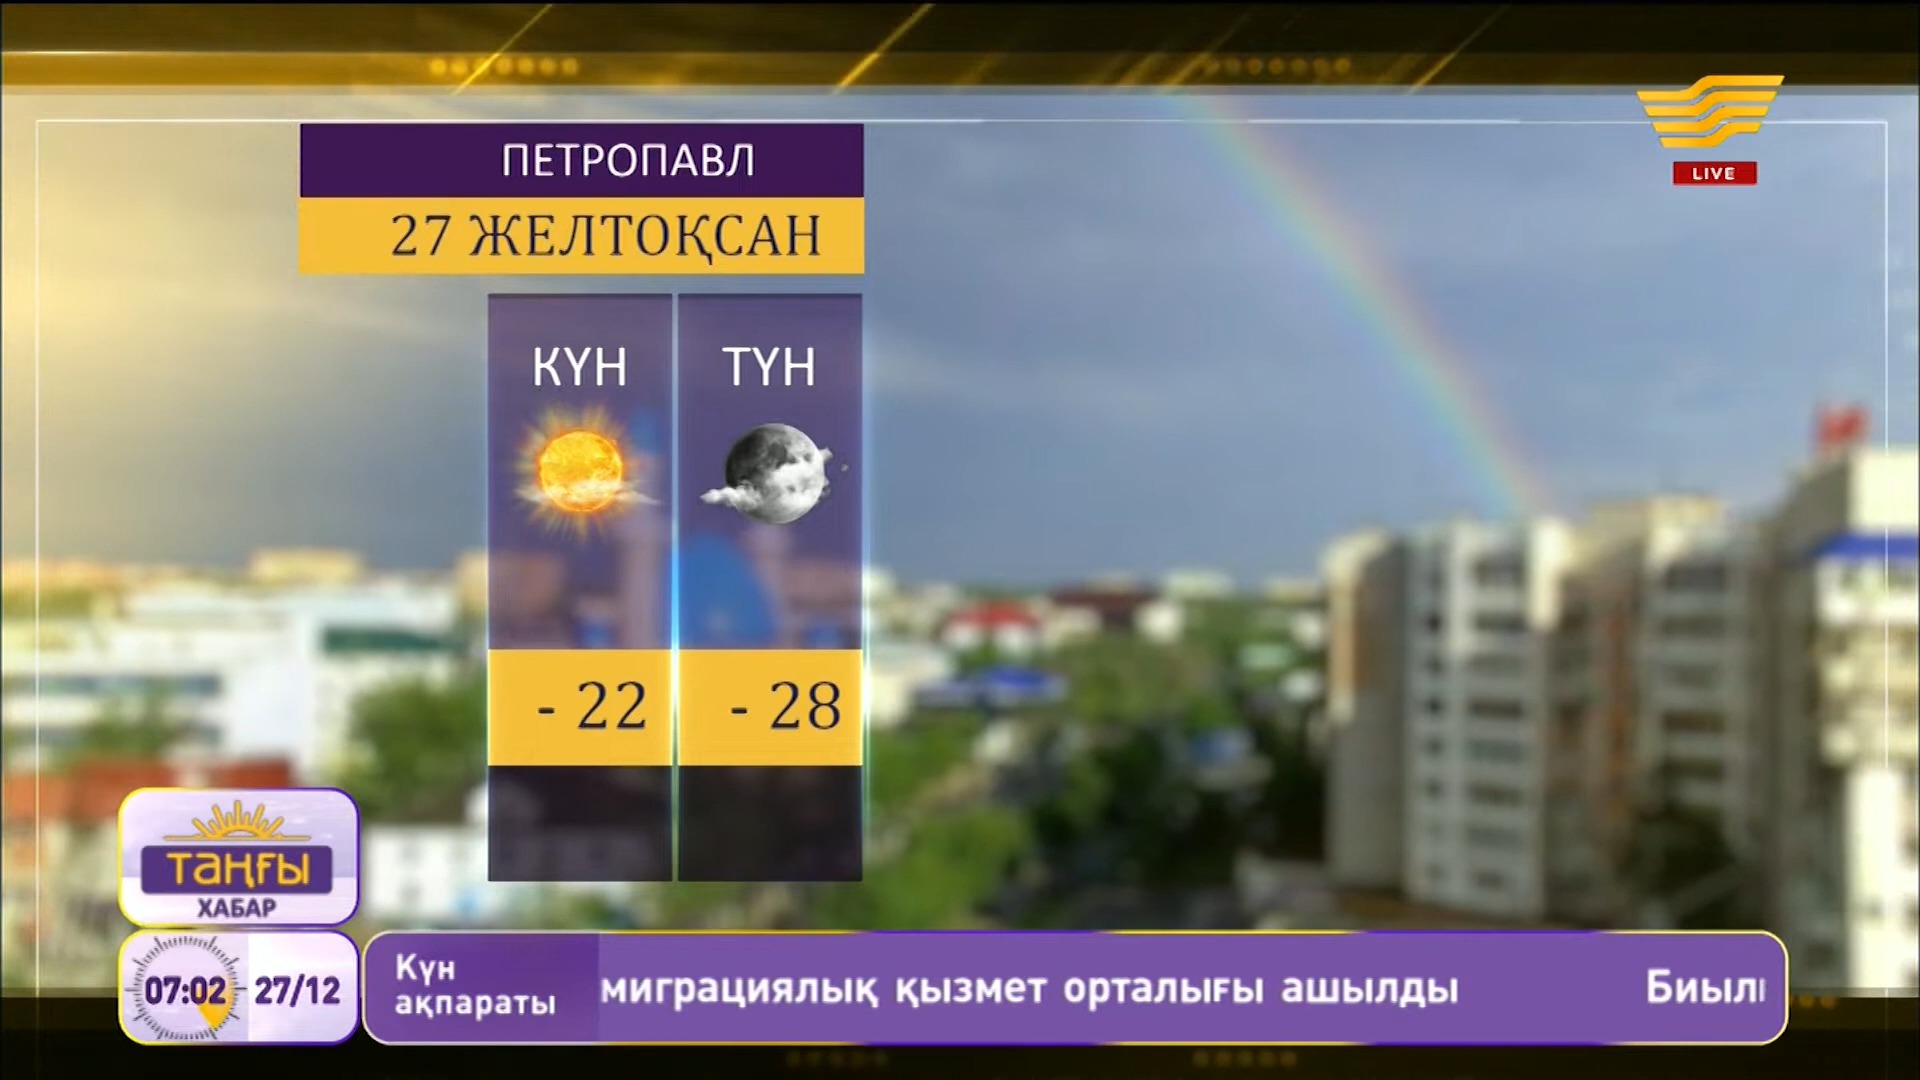 LIVE
ПЕТРОПАВЛ
27 ЖЕЛТОҚСАН
КҮН ТҮН
- 22 - 28
таңғы
ХАБАР
07:02 27/12
Күн
ақпараты
миграциялық қызмет орталығы ашылды